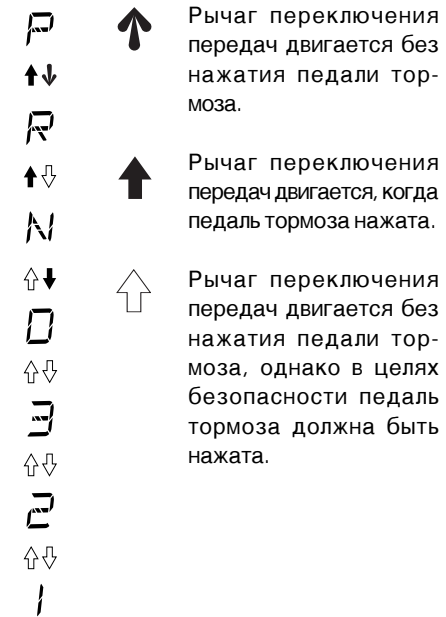 P
Рычаг переключения
передач двигается без
нажатия педали тор-
моза.
R
Рычаг переключения
передач двигается, когда
педаль тормоза нажата.
N
Рычаг переключения
передач двигается без
нажатия педали тор-
моза, однако в целях
безопасности педаль
тормоза должна быть
нажата.
D
3
2
1